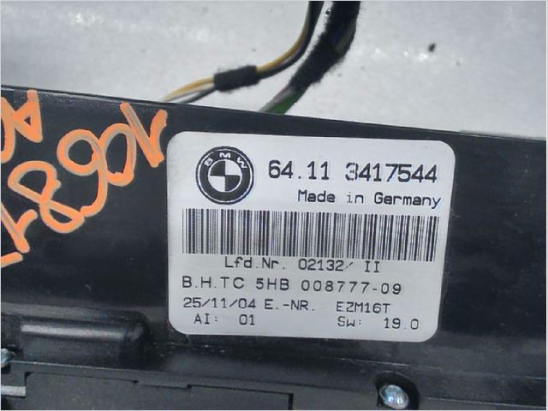 BMW
64.11 3417544
Made in Germany
Lfd.Nr. 02132/ II
B.H.TC 5HB 008777-09
25/11/04 E.-NR. EZM16T
AI: 01 SW: 19.0